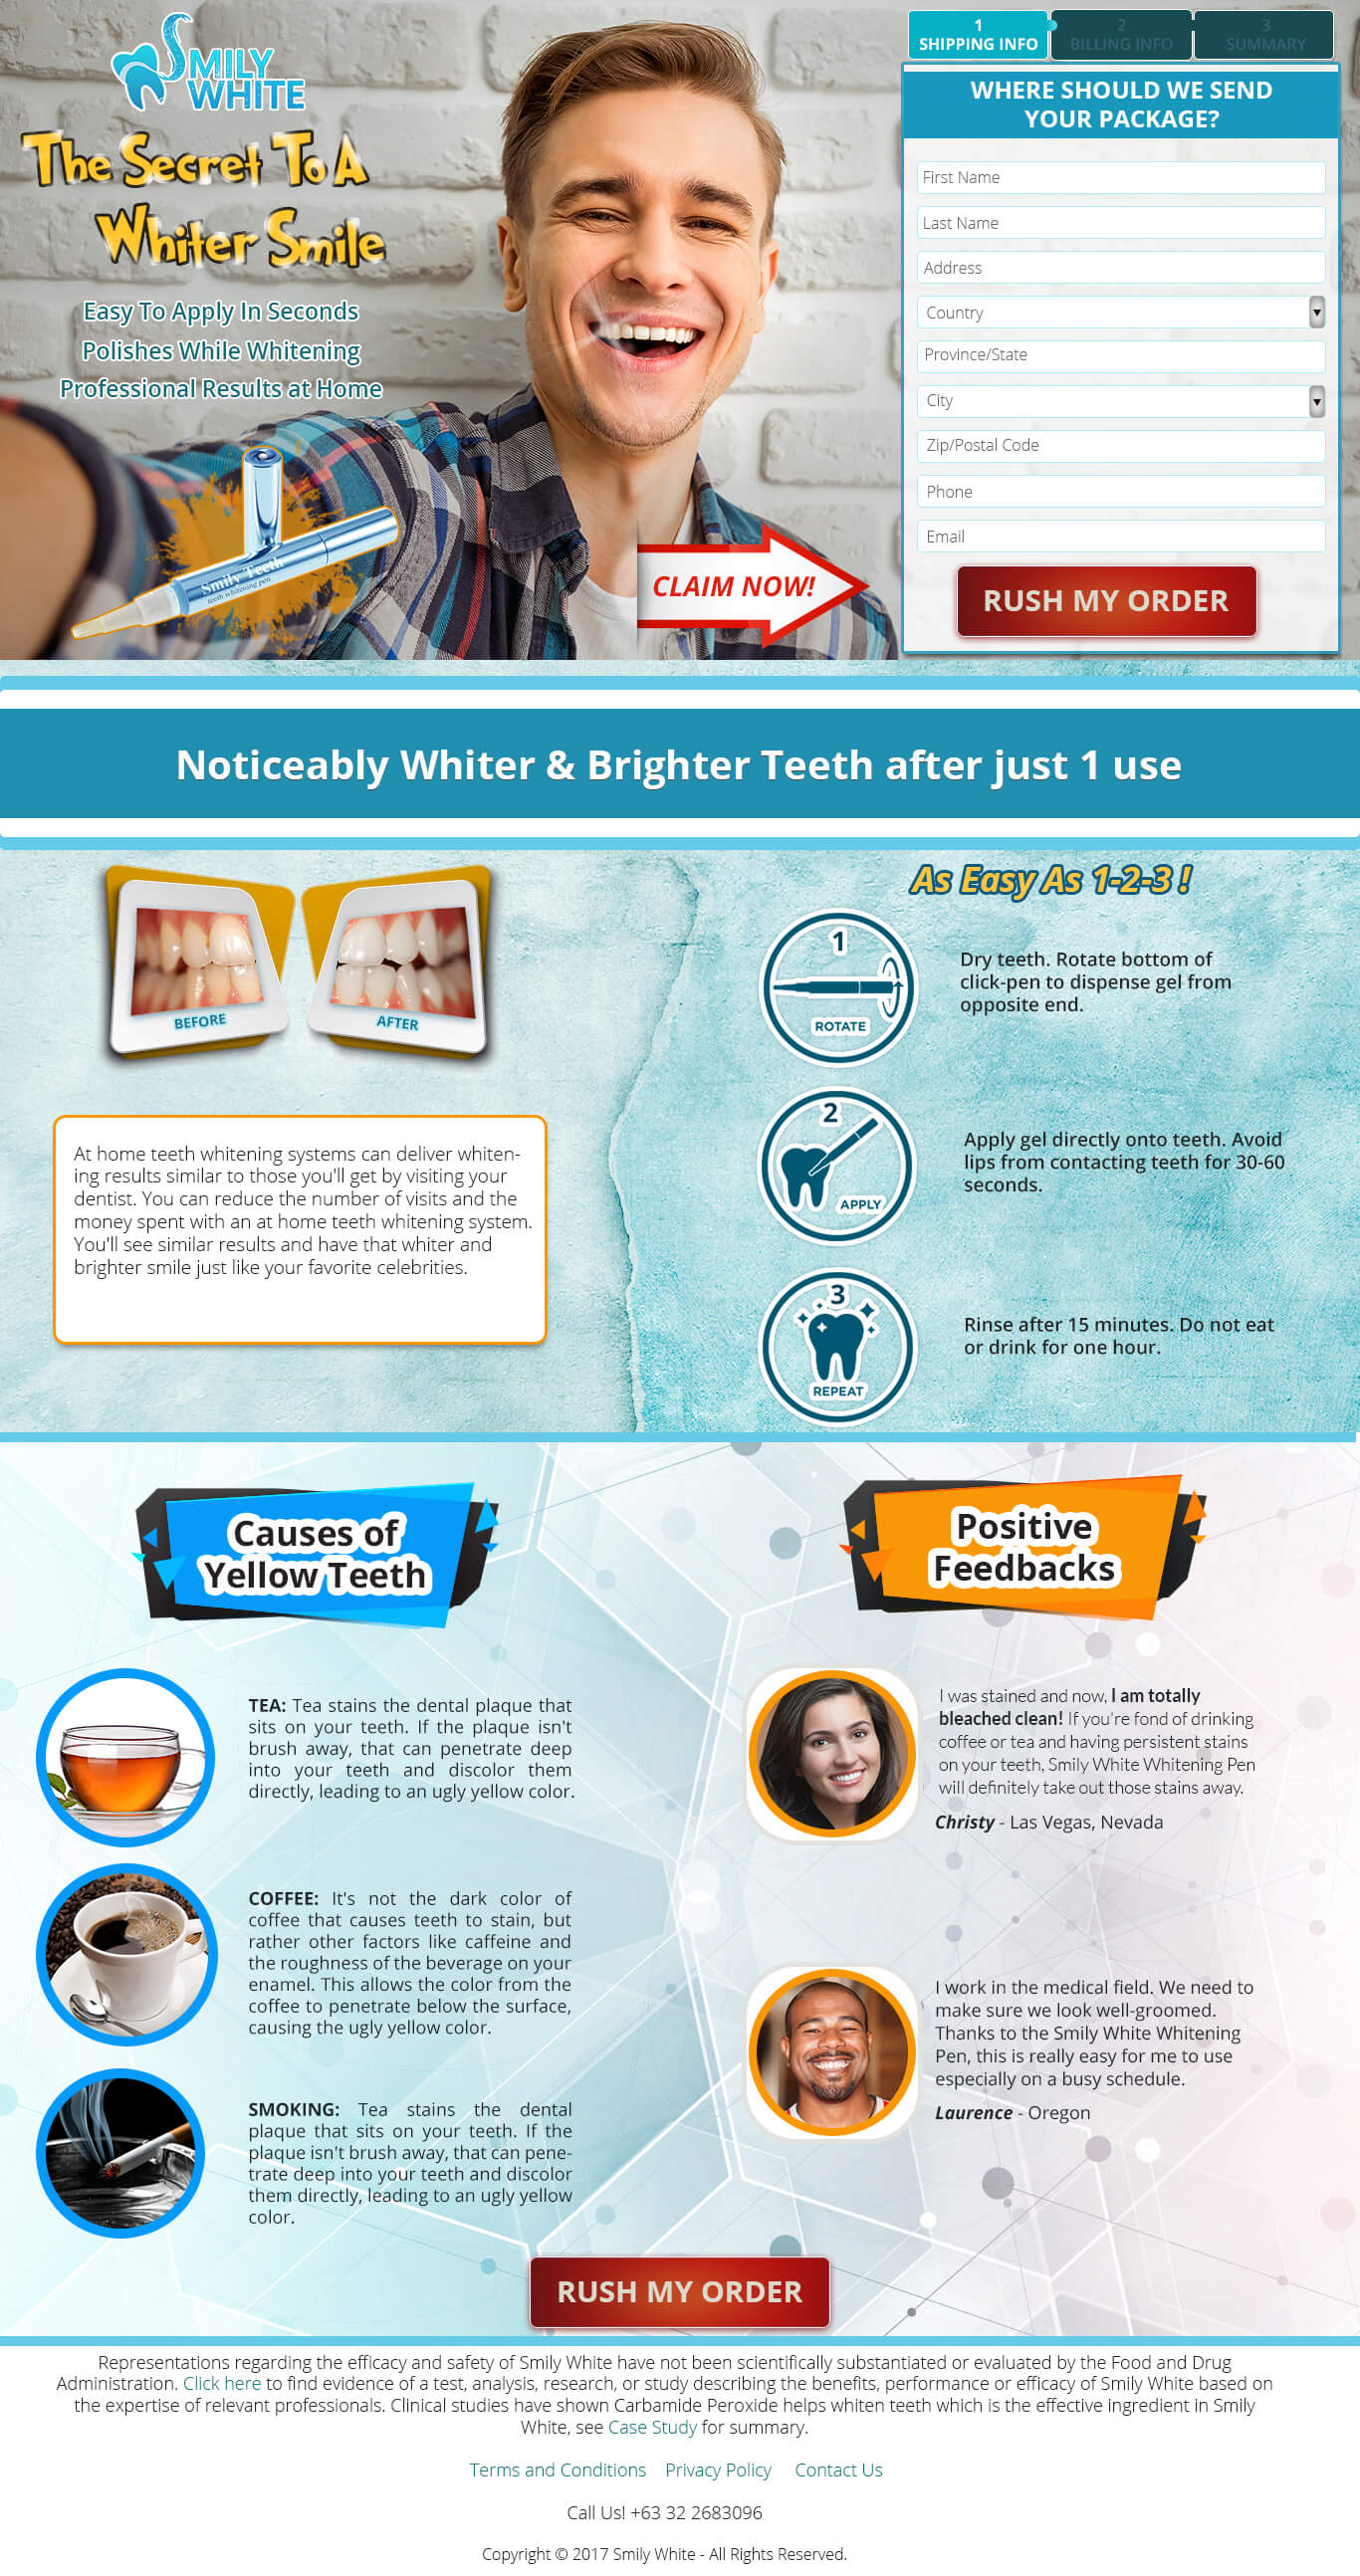 SMILY
WHITE
The Secret To A
Whiter Smile
Easy To Apply In Seconds
Polishes While Whitening
Professional Results at Home
Smily Teeth
teeth whitening pen
CLAIM NOW!
1
SHIPPING INFO
2
BILLING INFO
3
SUMMARY
WHERE SHOULD WE SEND
YOUR PACKAGE?
First Name
Last Name
Address
Country
Province/State
City
Zip/Postal Code
Phone
Email
RUSH MY ORDER
Noticeably Whiter & Brighter Teeth after just 1 use
BEFORE
AFTER
At home teeth whitening systems can deliver whiten-
ing results similar to those you'll get by visiting your
dentist. You can reduce the number of visits and the
money spent with an at home teeth whitening system.
You'll see similar results and have that whiter and
brighter smile just like your favorite celebrities.
As Easy As 1-2-3 !
1
ROTATE
Dry teeth. Rotate bottom of
click-pen to dispense gel from
opposite end.
2
APPLY
Apply gel directly onto teeth. Avoid
lips from contacting teeth for 30-60
seconds.
3
REPEAT
Rinse after 15 minutes. Do not eat
or drink for one hour.
Causes of
Yellow Teeth
TEA: Tea stains the dental plaque that
sits on your teeth. If the plaque isn't
brush away, that can penetrate deep
into your teeth and discolor them
directly, leading to an ugly yellow color.
COFFEE: It's not the dark color of
coffee that causes teeth to stain, but
rather other factors like caffeine and
the roughness of the beverage on your
enamel. This allows the color from the
coffee to penetrate below the surface,
causing the ugly yellow color.
SMOKING: Tea stains the dental
plaque that sits on your teeth. If the
plaque isn't brush away, that can pene-
trate deep into your teeth and discolor
them directly, leading to an ugly yellow
color.
Positive
Feedbacks
I was stained and now, I am totally
bleached clean! If you're fond of drinking
coffee or tea and having persistent stains
on your teeth, Smily White Whitening Pen
will definitely take out those stains away.
Christy - Las Vegas, Nevada
I work in the medical field. We need to
make sure we look well-groomed.
Thanks to the Smily White Whitening
Pen, this is really easy for me to use
especially on a busy schedule.
Laurence - Oregon
RUSH MY ORDER
Representations regarding the efficacy and safety of Smily White have not been scientifically substantiated or evaluated by the Food and Drug
Administration. Click here to find evidence of a test, analysis, research, or study describing the benefits, performance or efficacy of Smily White based on
the expertise of relevant professionals. Clinical studies have shown Carbamide Peroxide helps whiten teeth which is the effective ingredient in Smily
White, see Case Study for summary.
Terms and Conditions Privacy Policy Contact Us
Call Us! +63 32 2683096
Copyright © 2017 Smily White - All Rights Reserved.